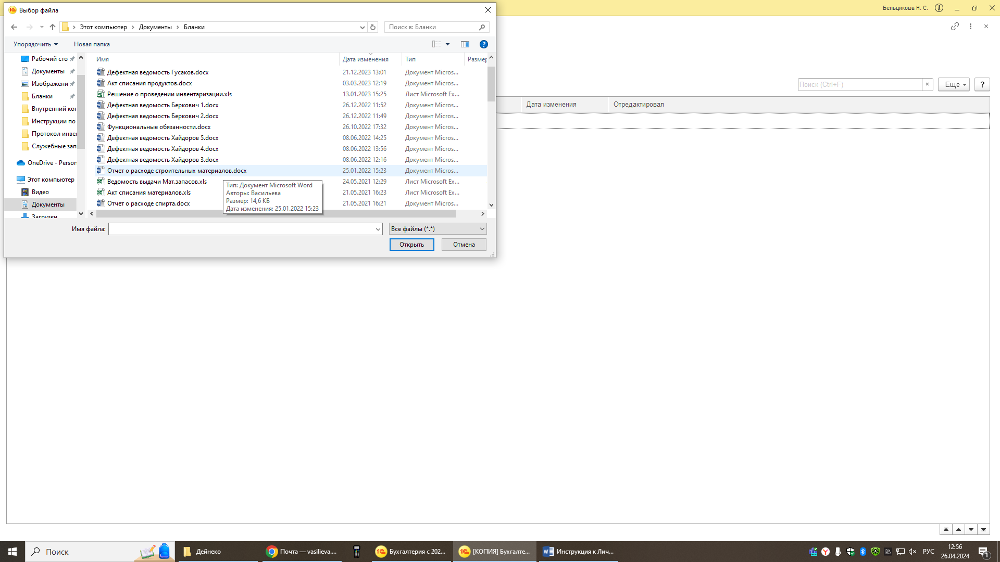 Выбор файла
Бельцикова Н. С.
Этот компьютер
Документы
Бланки
Поиск в: Бланки
Упорядочить
Новая папка
Рабочий сто.
Документы
Изображени
Бланки
Внутренний кон
Инструкции по
Протокол инве
Служебные зап
OneDrive - Person
Этот компьютер
Видео
Документы
Загрузки
Имя Дата изменения Тип Размер
Дефектная ведомость Гусаков.docx 21.12.2023 13:01 Документ Micros...
Акт списания продуктов.docx 03.03.2023 12:19 Документ Micros...
Решение о проведении инвентаризации.xls 13.01.2023 15:25 Лист Microsoft Ex...
Дефектная ведомость Беркович 1.docx 26.12.2022 11:52 Документ Micros...
Дефектная ведомость Беркович 2.docx 26.12.2022 11:49 Документ Micros...
Функциональные обязанности.docx 26.10.2022 17:32 Документ Micros...
Дефектная ведомость Хайдоров 5.docx 08.06.2022 14:25 Документ Micros...
Дефектная ведомость Хайдоров 4.docx 08.06.2022 13:56 Документ Micros...
Дефектная ведомость Хайдоров 3.docx 08.06.2022 12:16 Документ Micros...
Отчет о расходе строительных материалов.docx 25.01.2022 15:23 Документ Micros...
Ведомость выдачи Мат.запасов.xls 24.05.2021 12:29 Лист Microsoft Ex...
Акт списания материалов.xls 21.05.2021 16:23 Лист Microsoft Ex...
Отчет о расходе спирта.docx 21.05.2021 16:21 Документ Micros...
Тип: Документ Microsoft Word
Авторы: Васильева
Размер: 14,6 КБ
Дата изменения: 25.01.2022 15:23
Имя файла:
Все файлы (*.*)
Открыть
Отмена
Поиск (Ctrl+F)
×
Еще
?
Дата изменения
Отредактировал
Поиск
Дейнеко
Почта — vasilieva....
Бухгалтерия с 202...
[КОПИЯ] Бухгалте...
Инструкция к Лич...
РУС
12:56
26.04.2024
1